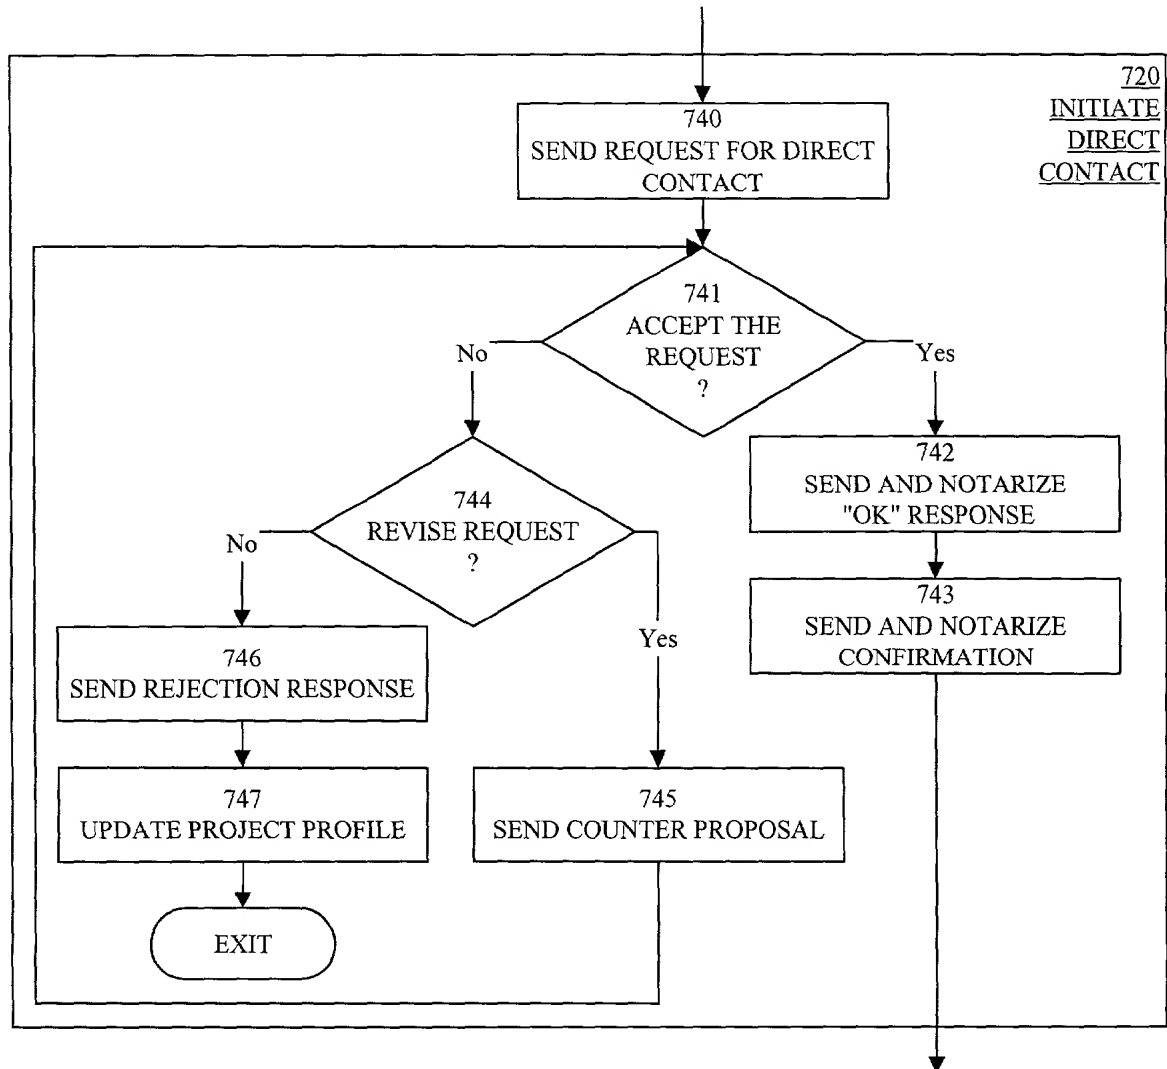 720
INITIATE
DIRECT
CONTACT
740
SEND REQUEST FOR DIRECT
CONTACT
741
ACCEPT THE
REQUEST
?
No
Yes
742
SEND AND NOTARIZE
"OK" RESPONSE
744
REVISE REQUEST
?
No
Yes
743
SEND AND NOTARIZE
CONFIRMATION
746
SEND REJECTION RESPONSE
747
UPDATE PROJECT PROFILE
745
SEND COUNTER PROPOSAL
EXIT